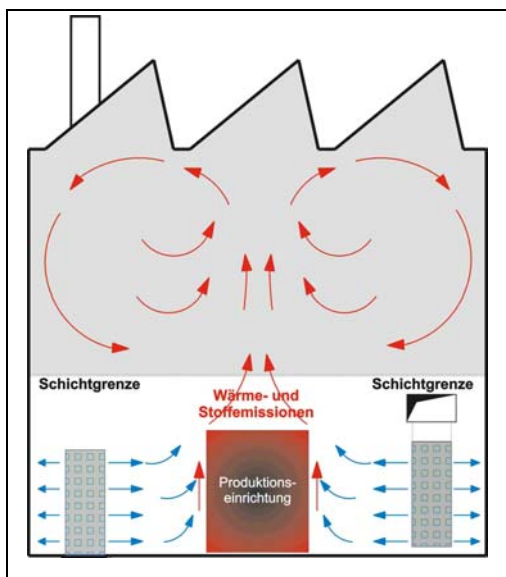 Schichtgrenze
Schichtgrenze
Wärme- und
Stoffemissionen
Produktions-
einrichtung